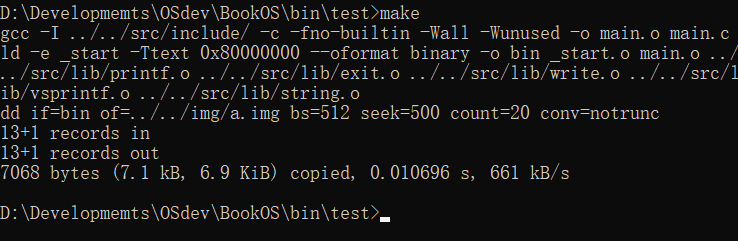 D:\Developmemts\OSdev\BookOS\bin\test>make
gcc -I ../../src/include/ -c -fno-builtin -Wall -Wunused -o main.o main.c
ld -e _start -Ttext 0x80000000 --oformat binary -o bin _start.o main.o ../
../src/lib/printf.o ../../src/lib/exit.o ../../src/lib/write.o ../../src/l
ib/vsprintf.o ../../src/lib/string.o
dd if=bin of=../../img/a.img bs=512 seek=500 count=20 conv=notrunc
13+1 records in
13+1 records out
7068 bytes (7.1 kB, 6.9 KiB) copied, 0.010696 s, 661 kB/s
D:\Developmemts\OSdev\BookOS\bin\test>